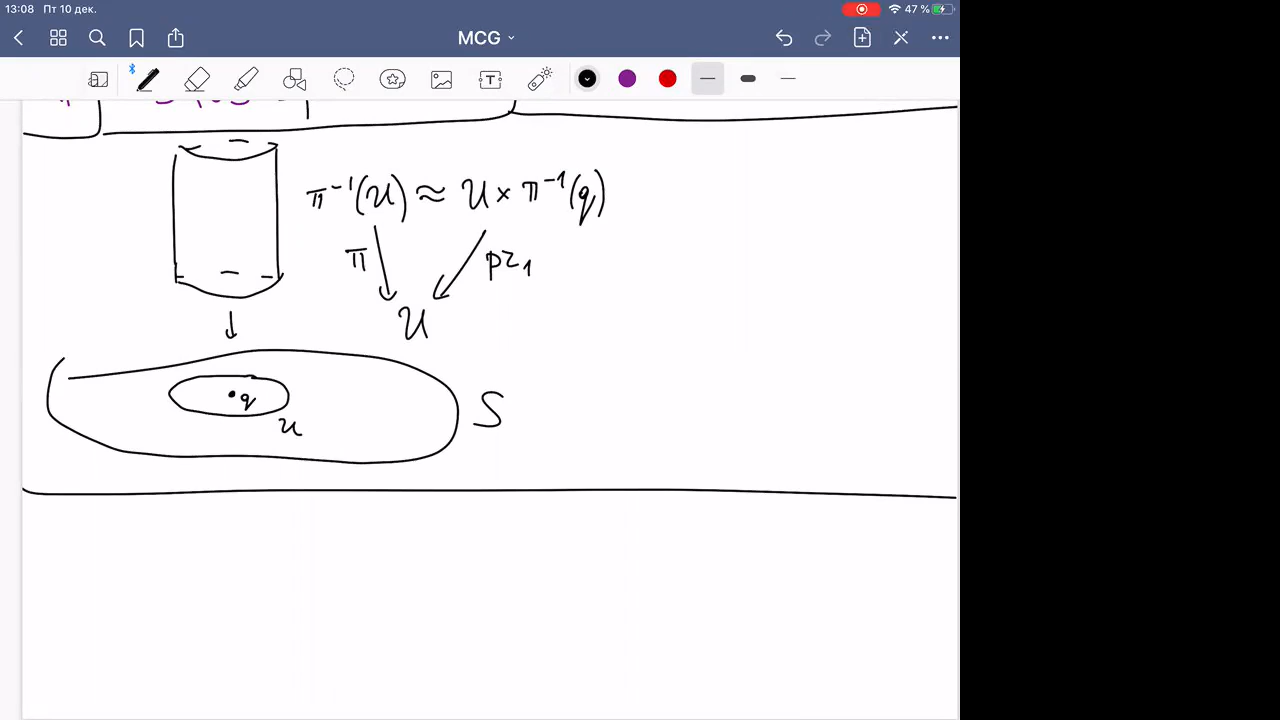 13:08 Пт 10 дек.
47 %
MCG
π⁻¹(U) ≈ U × π⁻¹(q)
π
pr₁
U
q
U
S